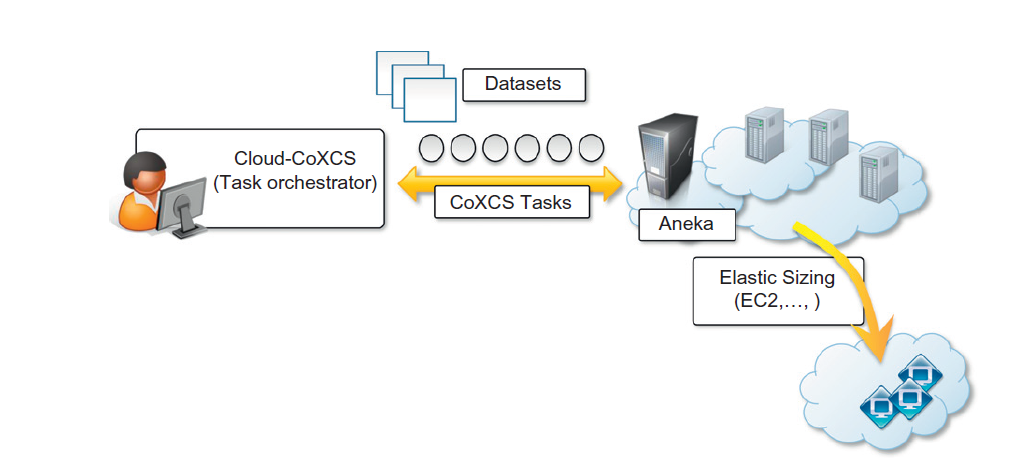 Datasets
Cloud-CoXCS
(Task orchestrator)
CoXCS Tasks
Aneka
Elastic Sizing
(EC2,…, )